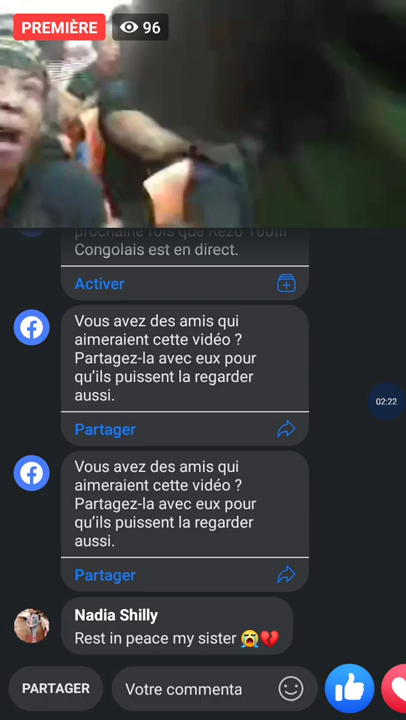 PREMIÈRE
96
prochaine fois que
Congolais est en direct.
Activer
Vous avez des amis qui
aimeraient cette vidéo ?
Partagez-la avec eux pour
qu'ils puissent la regarder
aussi.
Partager
02:22
Vous avez des amis qui
aimeraient cette vidéo ?
Partagez-la avec eux pour
qu'ils puissent la regarder
aussi.
Partager
Nadia Shilly
Rest in peace my sister 😭💔
PARTAGER
Votre commenta